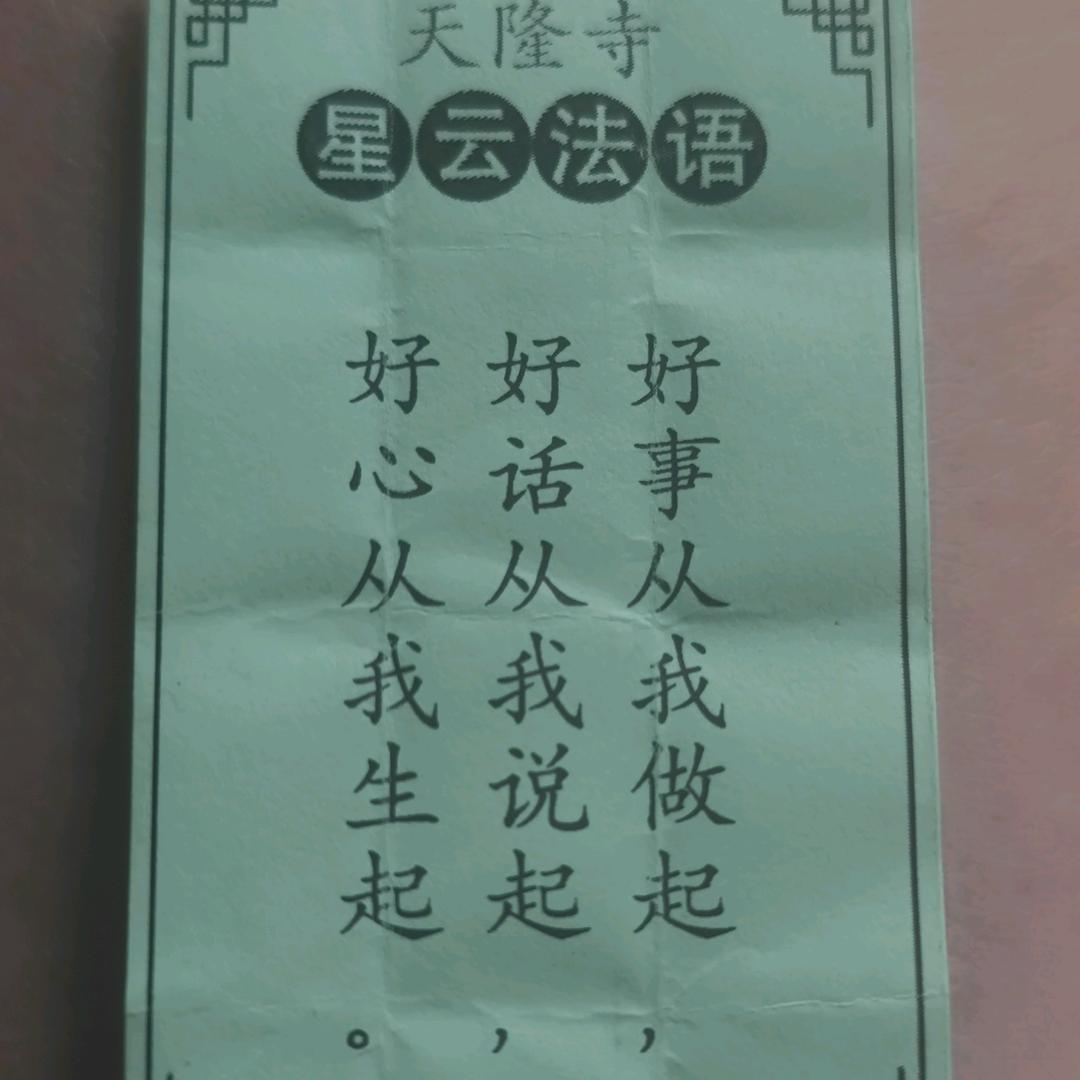 天隆寺
星云法语
好事从我做起，
好话从我说起，
好心从我生起。